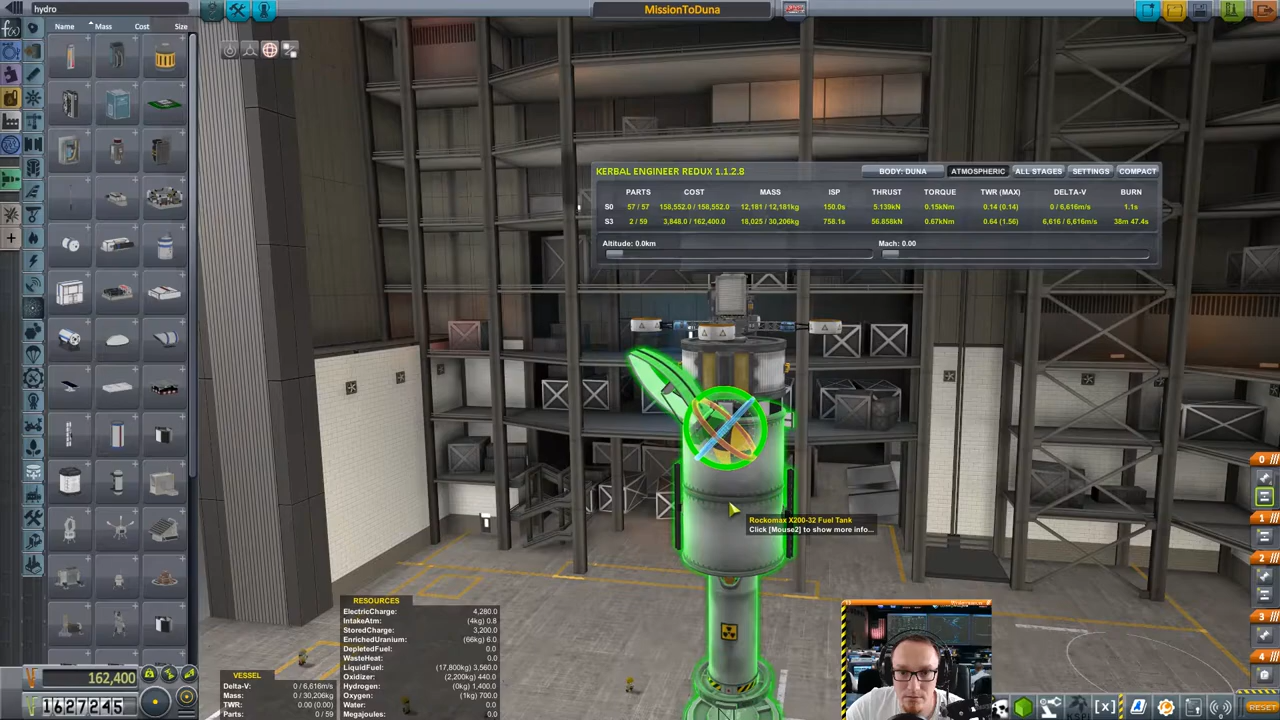 hydro
MissionToDuna
Name Mass Cost Size
KERBAL ENGINEER REDUX 1.1.2.8
BODY: DUNA ATMOSPHERIC ALL STAGES SETTINGS COMPACT
PARTS COST MASS ISP THRUST TORQUE TWR (MAX) DELTA-V BURN
S0 57 / 57 158,552.0 / 158,552.0 12,181 / 12,181kg 150.0s 5.139kN 0.15kNm 0.14 (0.14) 0 / 6,616m/s 1.1s
S3 2 / 59 3,848.0 / 162,400.0 18,025 / 30,206kg 758.1s 56.858kN 0.67kNm 0.64 (1.56) 6,616 / 6,616m/s 38m 47.4s
Altitude: 0.0km Mach: 0.00
Rockomax X200-32 Fuel Tank
Click [Mouse2] to show more info...
0
1
2
3
4
RESOURCES
ElectricCharge: 4,280.0
IntakeAtm: (4kg) 0.8
StoredCharge: 3,200.0
EnrichedUranium: (66kg) 6.0
DepletedFuel: 0.0
WasteHeat: 0.0
LiquidFuel: (17,800kg) 3,560.0
Oxidizer: (2,200kg) 440.0
Hydrogen: (0kg) 1,400.0
Oxygen: (1kg) 700.0
Water: 0.0
Megajoules: 0.0
VESSEL
Delta-V: 0 / 6,616m/s
Mass: 0 / 30,206kg
TWR: 0.00 (0.00)
Parts: 0 / 59
162,400
1627245
[x]
RESET